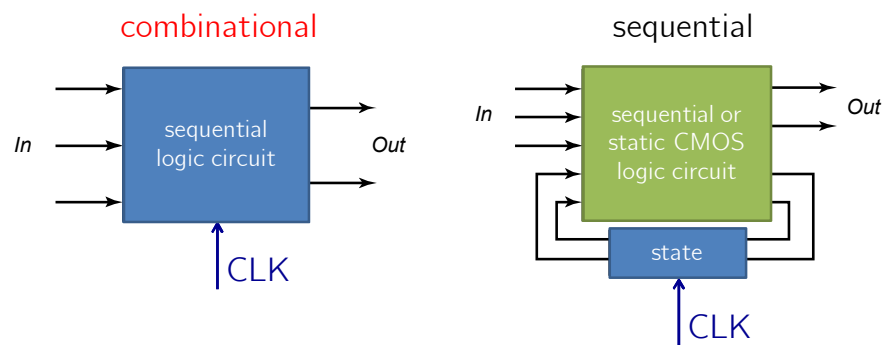 combinational
In
sequential
logic circuit
Out
CLK
sequential
In
sequential or
static CMOS
logic circuit
Out
state
CLK